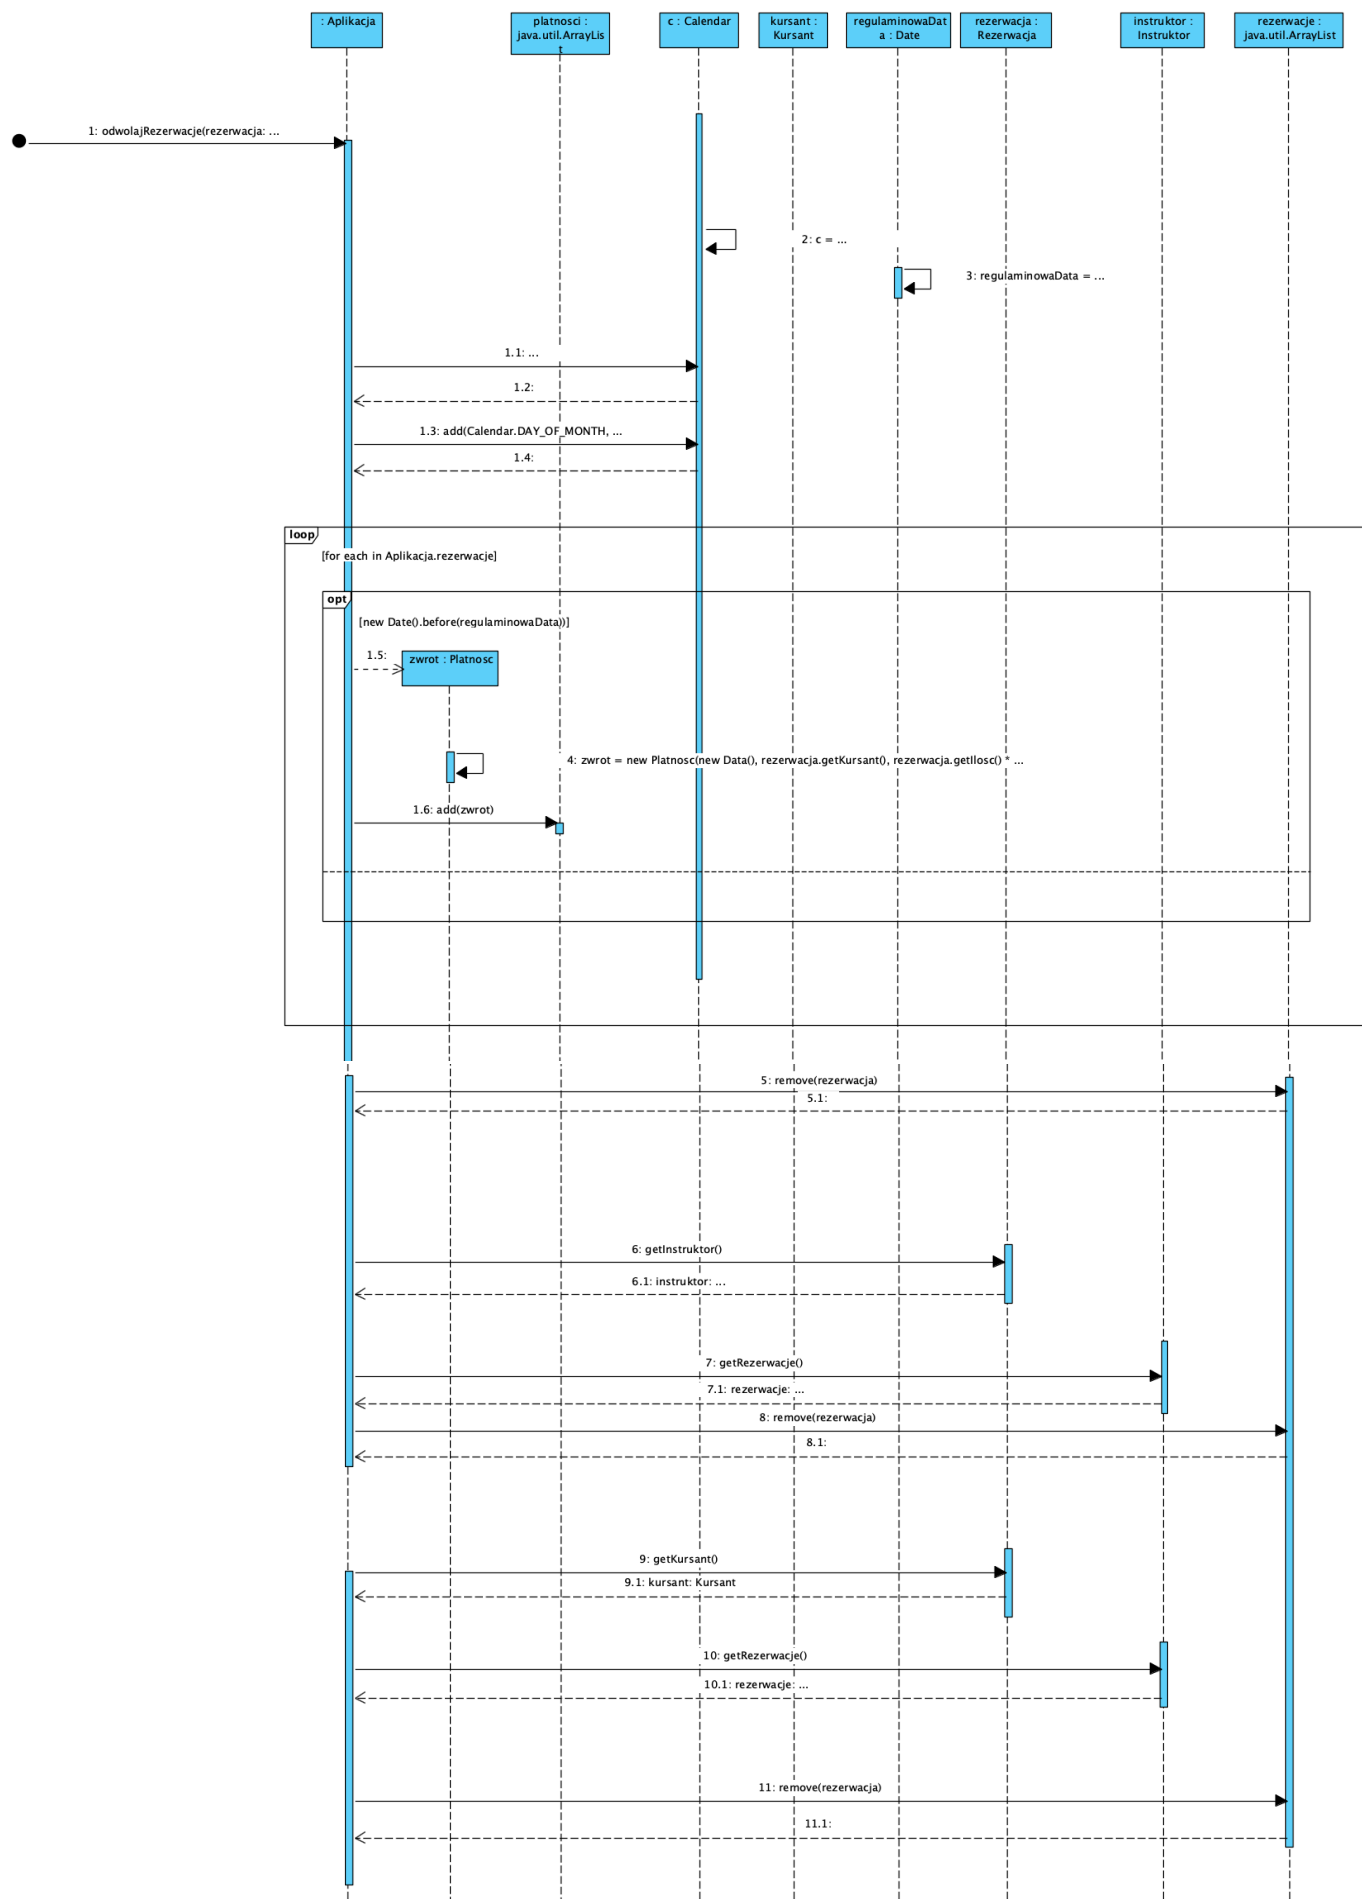 : Aplikacja
platnosci :
java.util.ArrayLis
t
c : Calendar
kursant :
Kursant
regulaminowaDat
a : Date
rezerwacja :
Rezerwacja
instruktor :
Instruktor
rezerwacje :
java.util.ArrayList
1: odwolajRezerwacje(rezerwacja: ...
2: c = ...
3: regulaminowaData = ...
1.1: ...
1.2:
1.3: add(Calendar.DAY_OF_MONTH, ...
1.4:
loop
[for each in Aplikacja.rezerwacje]
opt
[new Date().before(regulaminowaData))]
1.5:
zwrot : Platnosc
4: zwrot = new Platnosc(new Data(), rezerwacja.getKursant(), rezerwacja.getIlosc() * ...
1.6: add(zwrot)
5: remove(rezerwacja)
5.1:
6: getInstruktor()
6.1: instruktor: ...
7: getRezerwacje()
7.1: rezerwacje: ...
8: remove(rezerwacja)
8.1:
9: getKursant()
9.1: kursant: Kursant
10: getRezerwacje()
10.1: rezerwacje: ...
11: remove(rezerwacja)
11.1: